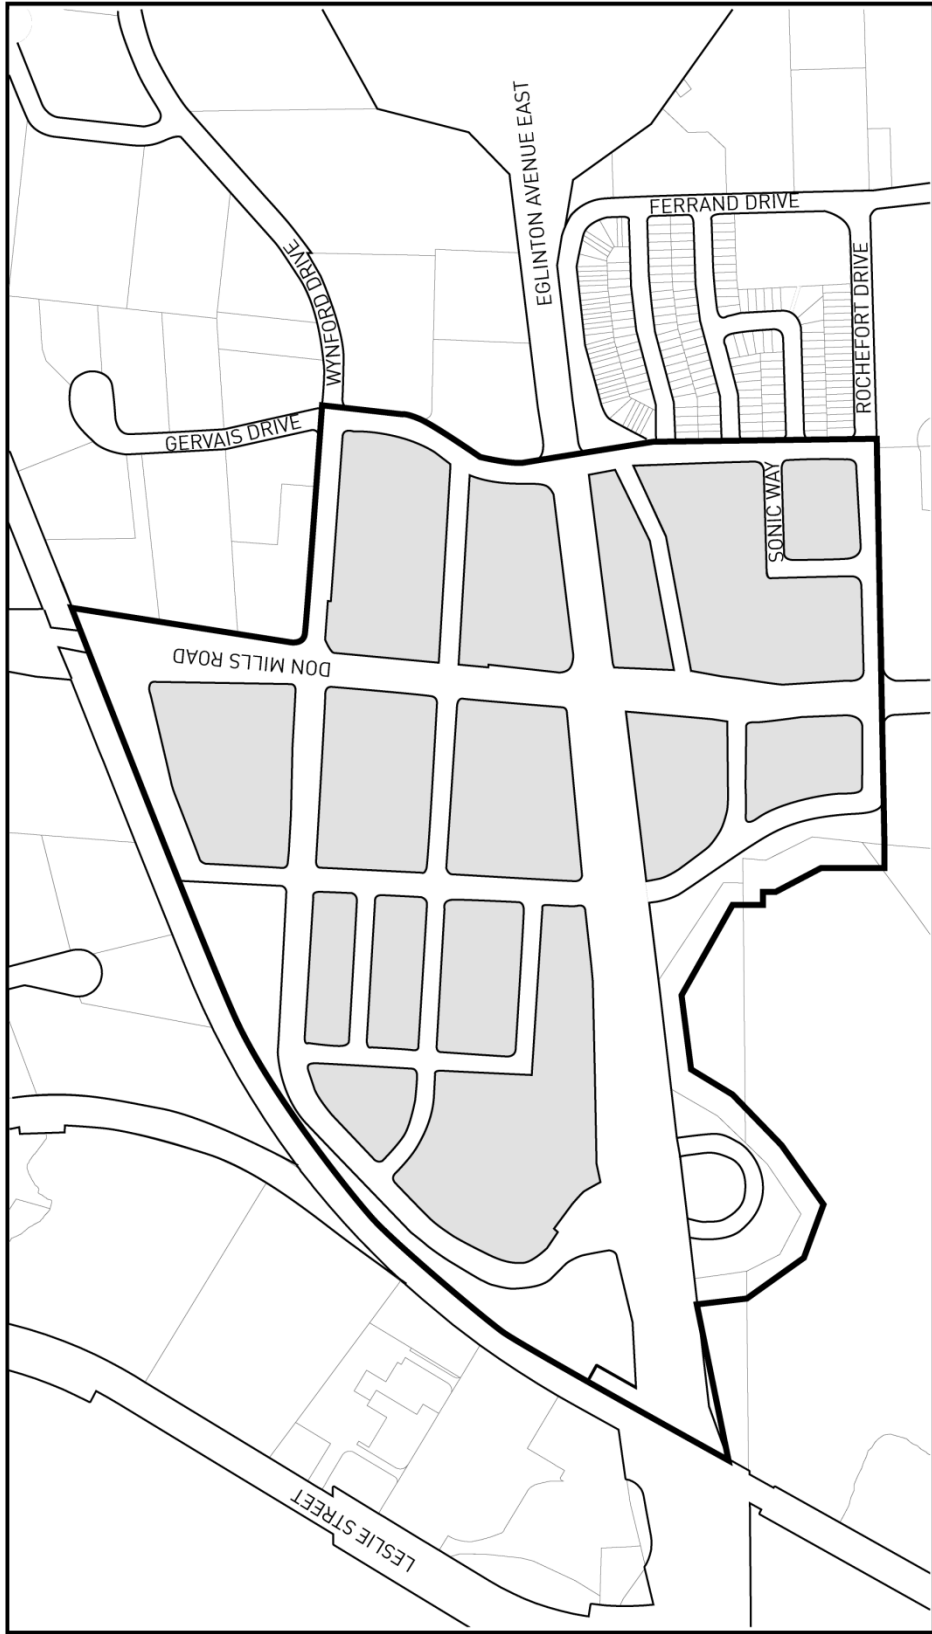 EGLINTON AVENUE EAST
FERRAND DRIVE
WYNFORD DRIVE
ROCHEFORT DRIVE
GERVAIS DRIVE
SONIC WAY
DON MILLS ROAD
LESLIE STREET